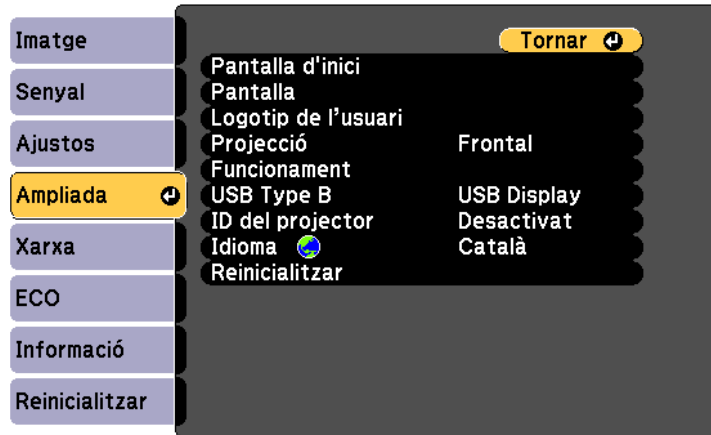 Imatge
Senyal
Ajustos
Ampliada
Xarxa
ECO
Informació
Reinicialitzar
Tornar
Pantalla d'inici
Pantalla
Logotip de l’usuari
Projecció Frontal
Funcionament
USB Type B USB Display
ID del projector Desactivat
Idioma Català
Reinicialitzar